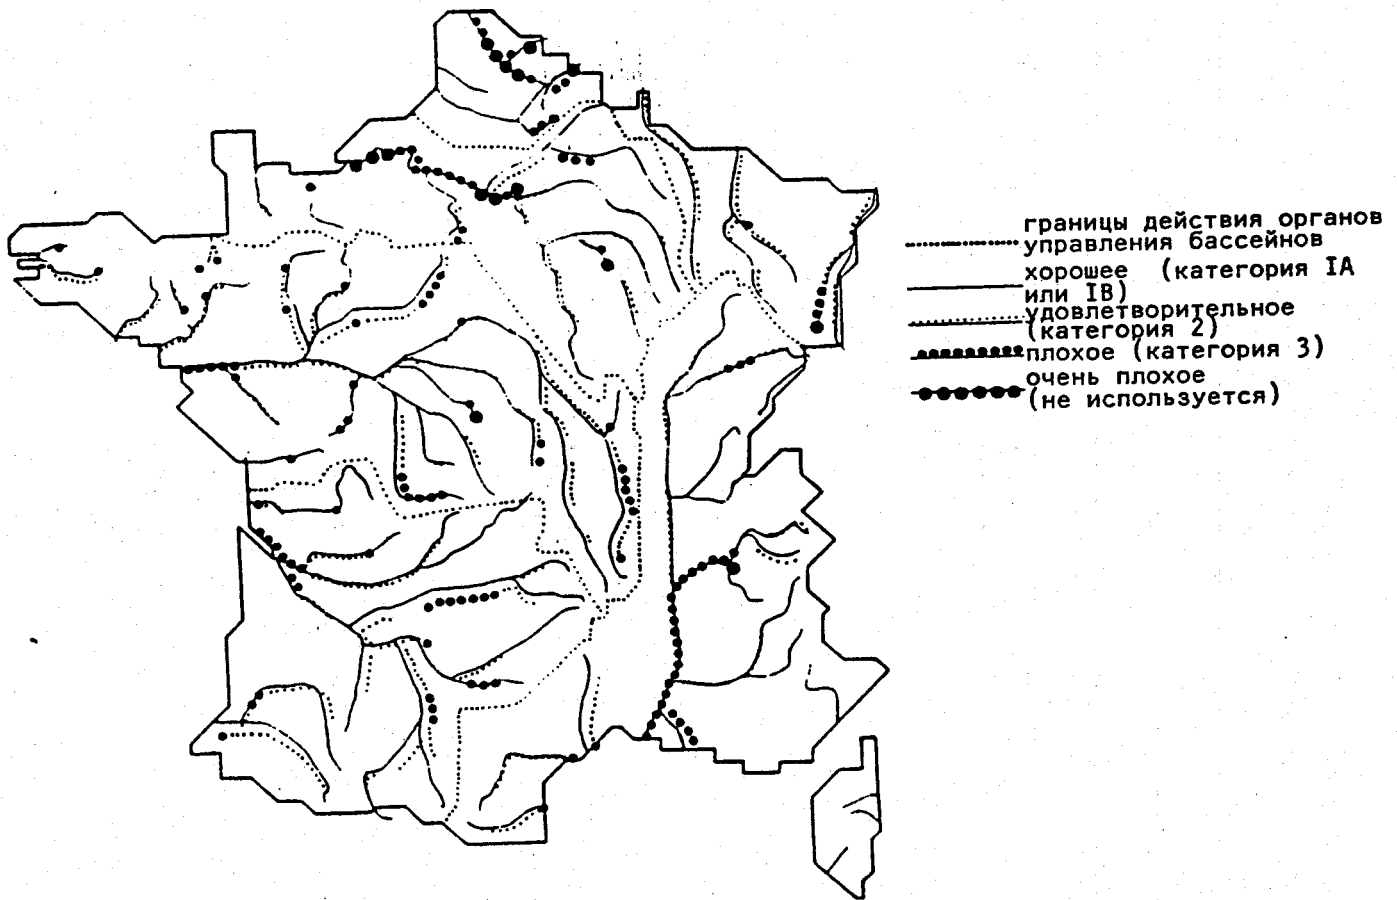 границы действия органов
управления бассейнов
хорошее (категория IA
или IB)
удовлетворительное
(категория 2)
плохое (категория 3)
очень плохое
(не используется)